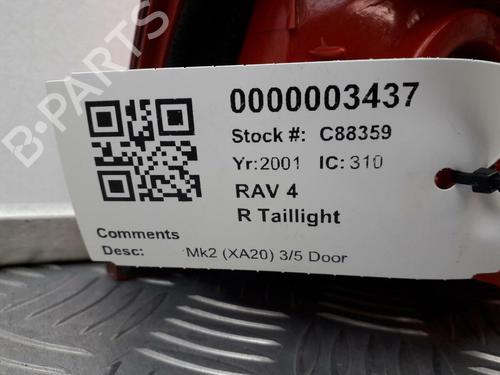 B-PARTS
0000003437
Stock #: C88359
Yr:2001 IC: 310
RAV 4
R Taillight
Comments
Desc: Mk2 (XA20) 3/5 Door